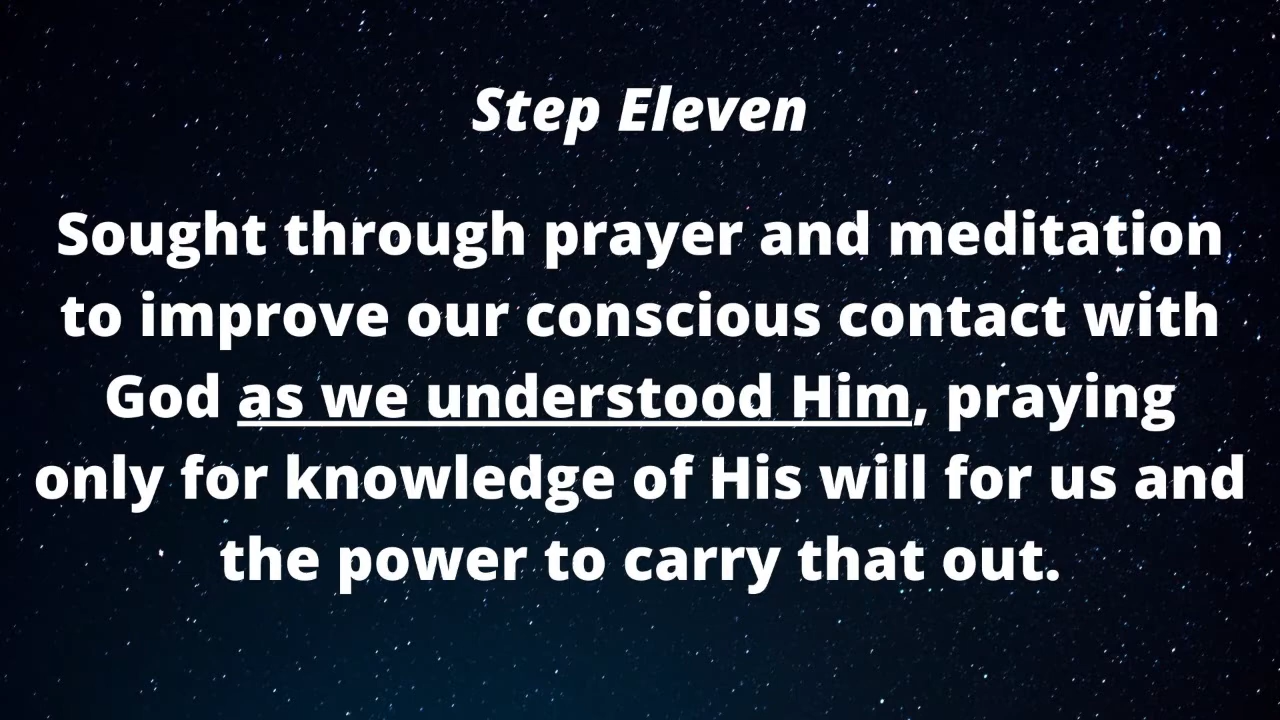 Step Eleven
Sought through prayer and meditation
to improve our conscious contact with
God as we understood Him, praying
only for knowledge of His will for us and
the power to carry that out.